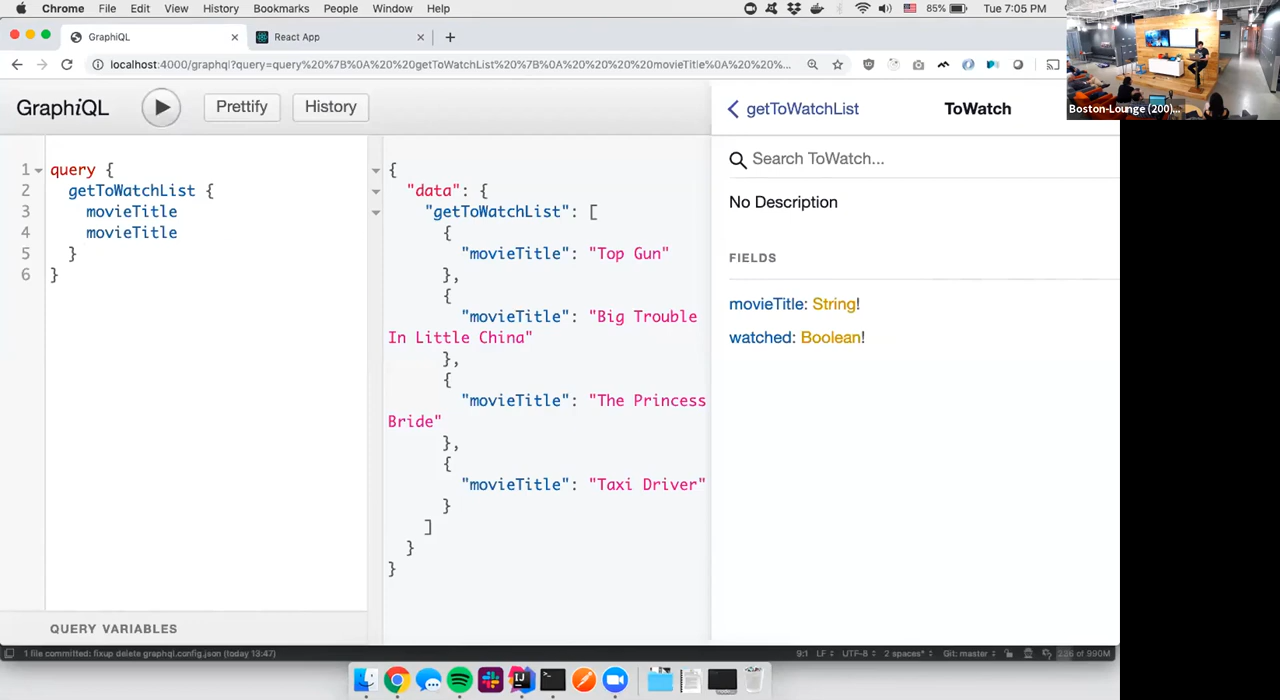 Chrome File Edit View History Bookmarks People Window Help 85% Tue 7:05 PM
GraphiQL React App
localhost:4000/graphql?query=query%20%7B%0A%20%20getToWatchList%20%7B%0A%20%20%20%20movieTitle%0A%20%20%...
Boston-Lounge (200)...
GraphiQL Prettify History
1 query {
2 getToWatchList {
3 movieTitle
4 movieTitle
5 }
6 }
QUERY VARIABLES
{
"data": {
"getToWatchList": [
{
"movieTitle": "Top Gun"
},
{
"movieTitle": "Big Trouble
In Little China"
},
{
"movieTitle": "The Princess
Bride"
},
{
"movieTitle": "Taxi Driver"
}
]
}
}
getToWatchList ToWatch
Search ToWatch...
No Description
FIELDS
movieTitle: String!
watched: Boolean!
1 file committed: fixup delete graphql.config.json (today 13:47) 9:1 LF UTF-8 2 spaces* Git: master 236 of 990M